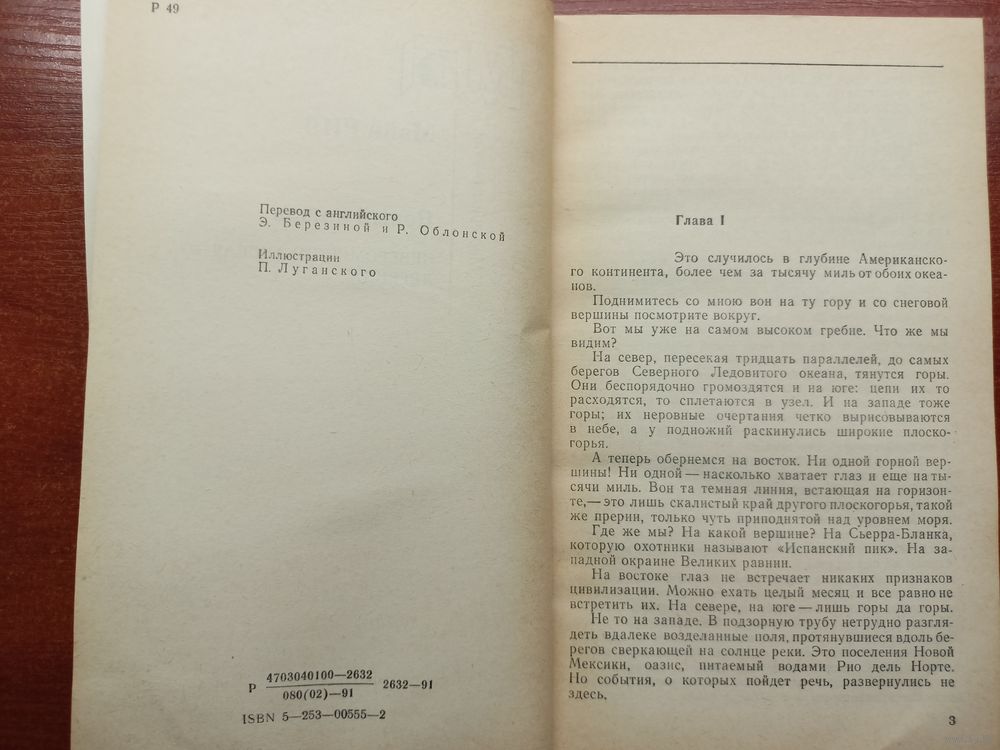 Р 49
Перевод с английского
Э. Березиной и Р. Облонской
Иллюстрации
П. Луганского
Р 4703040100—2632 2632—91
080(02)—91
ISBN 5—253—00555—2
Глава I
Это случилось в глубине Американско-
го континента, более чем за тысячу миль от обоих океа-
нов.
Поднимитесь со мною вон на ту гору и со снеговой
вершины посмотрите вокруг.
Вот мы уже на самом высоком гребне. Что же мы
видим?
На север, пересекая тридцать параллелей, до самых
берегов Северного Ледовитого океана, тянутся горы.
Они беспорядочно громоздятся и на юге: цепи их то
расходятся, то сплетаются в узел. И на западе тоже
горы; их неровные очертания четко вырисовываются
в небе, а у подножий раскинулись широкие плоско-
горья.
А теперь обернемся на восток. Ни одной горной вер-
шины! Ни одной — насколько хватает глаз и еще на ты-
сячи миль. Вон та темная линия, встающая на горизон-
те,— это лишь скалистый край другого плоскогорья, такой
же прерии, только чуть приподнятой над уровнем моря.
Где же мы? На какой вершине? На Сьерра-Бланка,
которую охотники называют «Испанский пик». На за-
падной окраине Великих равнин.
На востоке глаз не встречает никаких признаков
цивилизации. Можно ехать целый месяц и все равно не
встретить их. На севере, на юге — лишь горы да горы.
Не то на западе. В подзорную трубу нетрудно разгля-
деть вдалеке возделанные поля, протянувшиеся вдоль бе-
регов сверкающей на солнце реки. Это поселения Новой
Мексики, оазис, питаемый водами Рио дель Норте.
Но события, о которых пойдет речь, развернулись не
здесь.
3